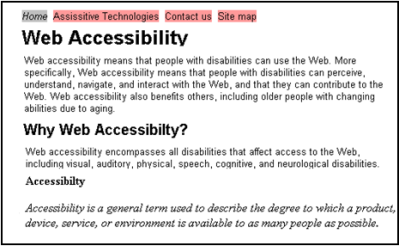 Home Assissitive Technologies Contact us Site map
Web Accessibility
Web accessibility means that people with disabilities can use the Web. More
specifically, Web accessibility means that people with disabilities can perceive,
understand, navigate, and interact with the Web, and that they can contribute to the
Web. Web accessibility also benefits others, including older people with changing
abilities due to aging.
Why Web Accessibilty?
Web accessibility encompasses all disabilities that affect access to the Web,
including visual, auditory, physical, speech, cognitive, and neurological disabilities.
Accessibilty
Accessibility is a general term used to describe the degree to which a product,
device, service, or environment is available to as many people as possible.